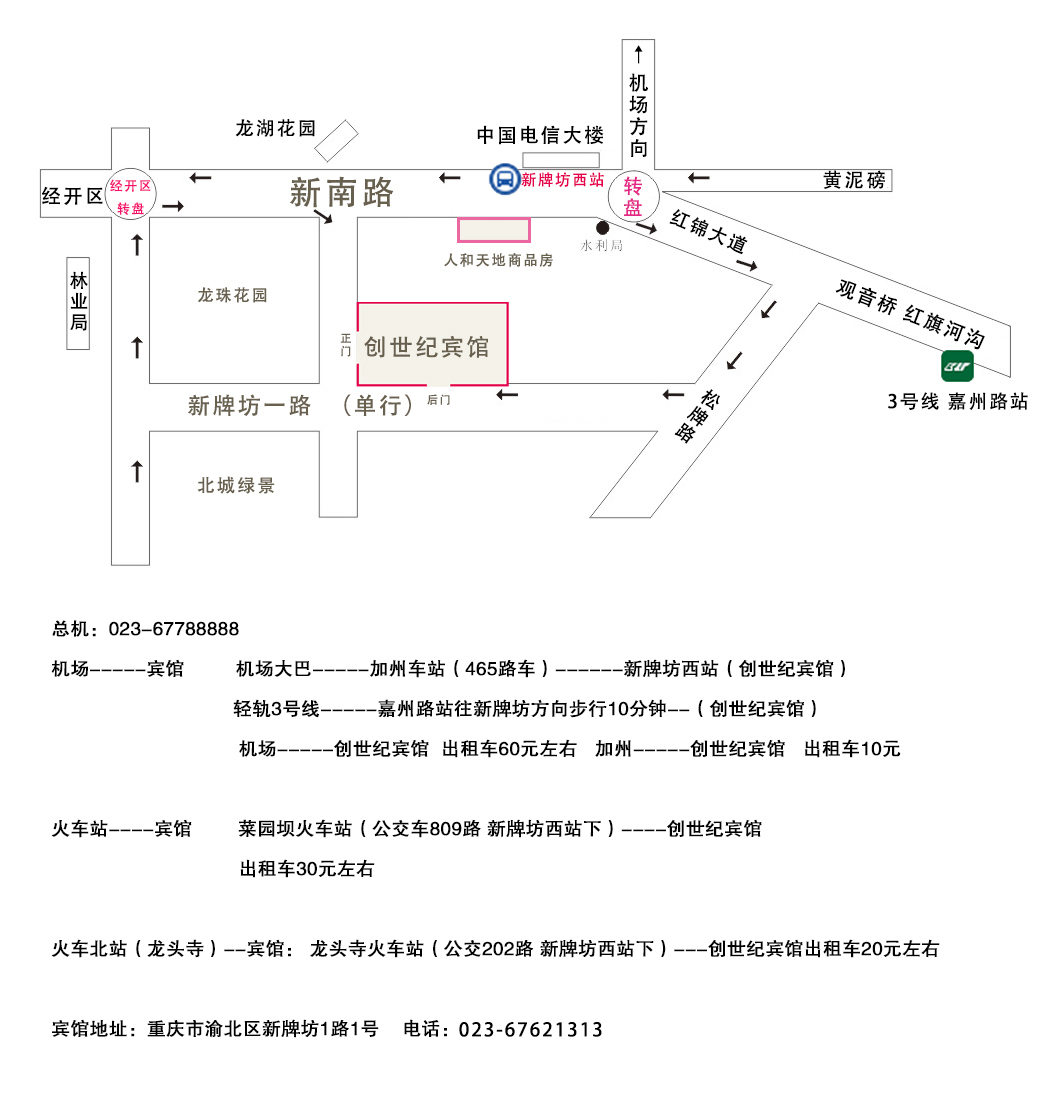 机场方向
龙湖花园
中国电信大楼
经开区
经开区
转盘
新南路
新牌坊西站
转盘
黄泥磅
红锦大道
水利局
人和天地商品房
林业局
龙珠花园
观音桥 红旗河沟
正门
创世纪宾馆
3号线 嘉州路站
新牌坊一路 （单行）
后门
松牌路
北城绿景
总机：023-67788888
机场-----宾馆 机场大巴-----加州车站（465路车）------新牌坊西站（创世纪宾馆）
轻轨3号线-----嘉州路站往新牌坊方向步行10分钟--（创世纪宾馆）
机场-----创世纪宾馆 出租车60元左右 加州-----创世纪宾馆 出租车10元
火车站----宾馆 菜园坝火车站（公交车809路 新牌坊西站下）----创世纪宾馆
出租车30元左右
火车北站（龙头寺）--宾馆： 龙头寺火车站（公交202路 新牌坊西站下）---创世纪宾馆出租车20元左右
宾馆地址：重庆市渝北区新牌坊1路1号 电话：023-67621313